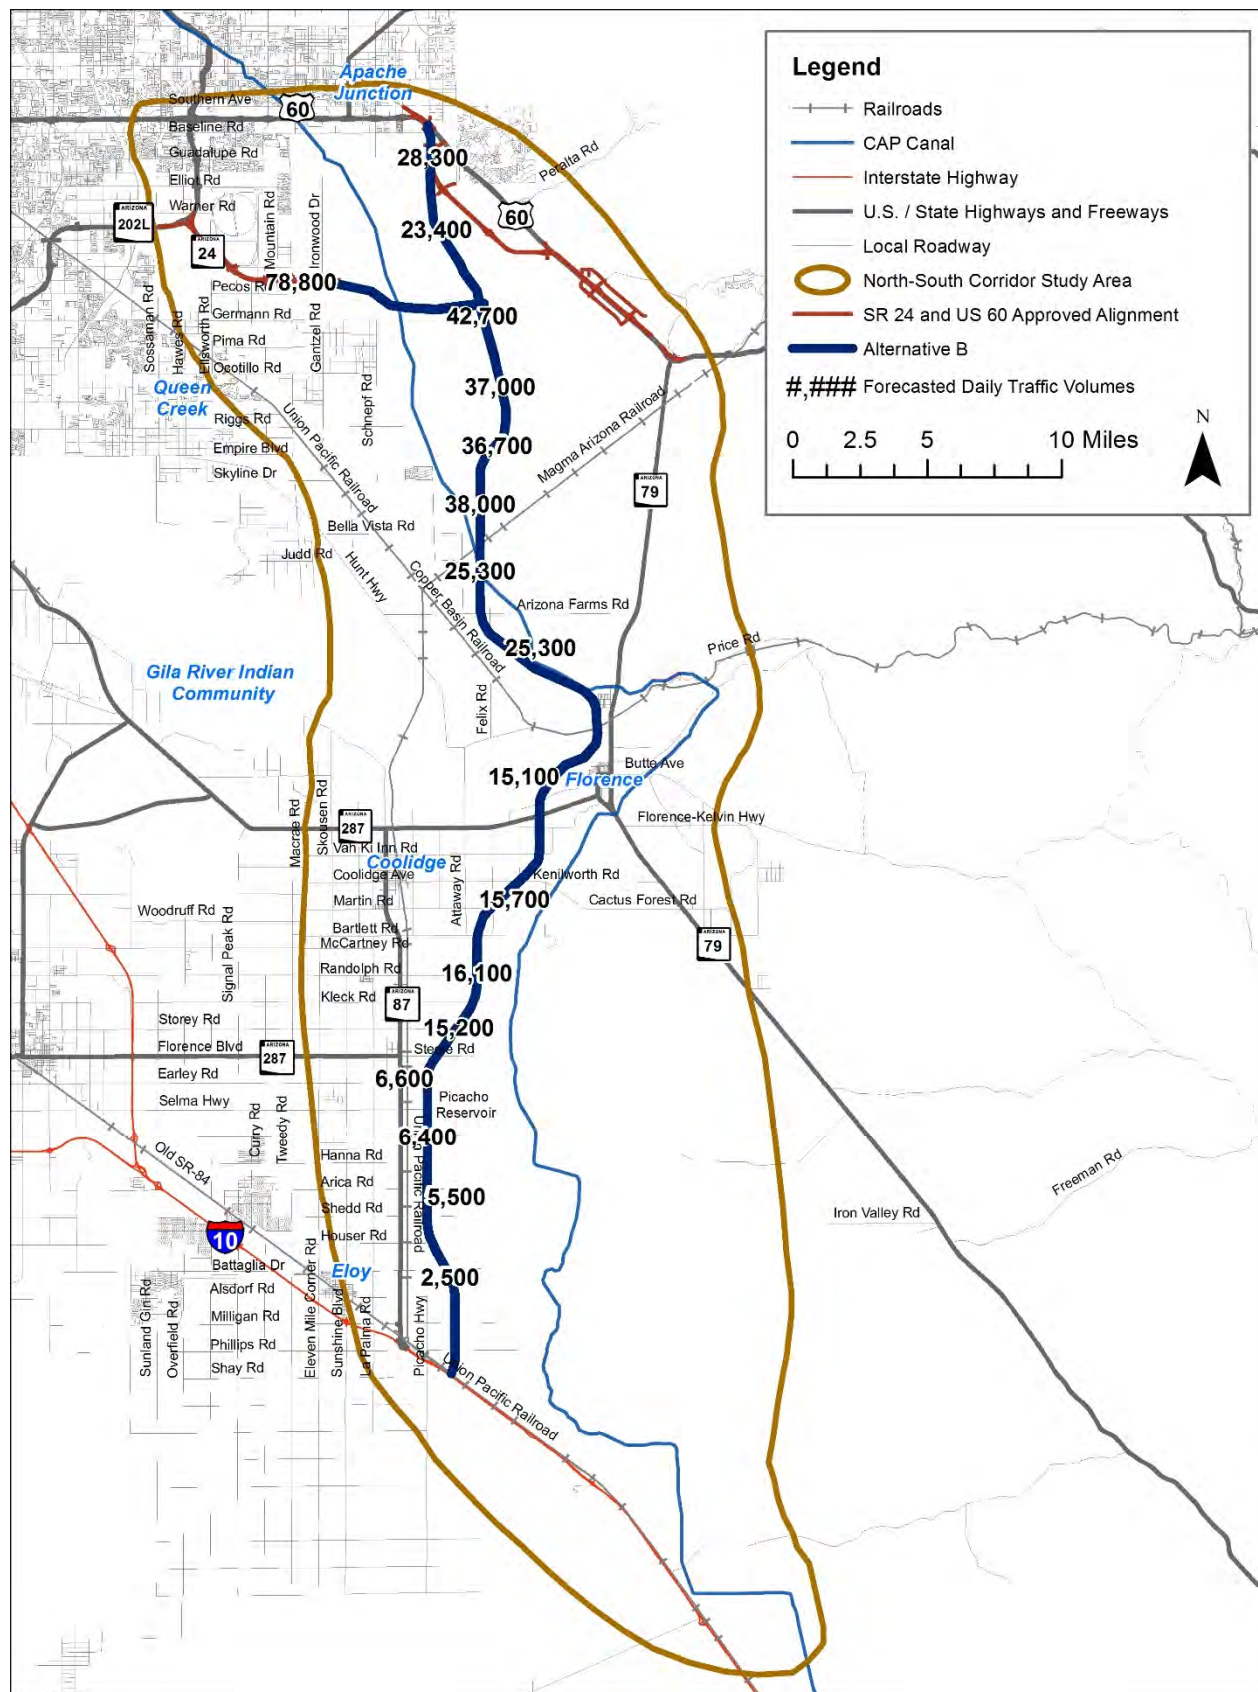 Legend
Railroads
CAP Canal
Interstate Highway
U.S. / State Highways and Freeways
Local Roadway
North-South Corridor Study Area
SR 24 and US 60 Approved Alignment
Alternative B
#,### Forecasted Daily Traffic Volumes
N
0 2.5 5 10 Miles
Apache
Junction
Southern Ave
60
Baseline Rd
Guadalupe Rd
28,300
Peralta Rd
Elliot Rd
Warner Rd
ARIZONA
202L
60
23,400
ARIZONA
24
Mountain Rd
Ironwood Dr
78,800
Pecos R
42,700
Germann Rd
Sossaman Rd
Hawes Rd
Ellsworth Rd
Gantzel Rd
Pima Rd
Ocotillo Rd
Queen
Creek
37,000
Schnepf Rd
Riggs Rd
Union Pacific Railroad
Magma Arizona Railroad
Empire Blvd
36,700
Skyline Dr
ARIZONA
79
38,000
Bella Vista Rd
Judd Rd
Hunt Hwy
25,300
Copper Basin Railroad
Arizona Farms Rd
25,300
Price Rd
Gila River Indian
Community
Felix Rd
Butte Ave
15,100
Florence
Macrae Rd
Skousen Rd
ARIZONA
287
Florence-Kelvin Hwy
Van Ki Inn Rd
Coolidge
Coolidge Ave
Attaway Rd
Kenilworth Rd
Martin Rd
15,700
Cactus Forest Rd
Woodruff Rd
Signal Peak Rd
Bartlett Rd
McCartney Rd
ARIZONA
79
Randolph Rd
16,100
Kleck Rd
ARIZONA
87
Storey Rd
15,200
Florence Blvd
ARIZONA
287
Steele Rd
Earley Rd
6,600
Selma Hwy
Picacho
Reservoir
Curry Rd
Tweedy Rd
6,400
Old SR-84
Hanna Rd
Union Pacific Railroad
Freeman Rd
Arica Rd
5,500
Shedd Rd
Iron Valley Rd
10
Houser Rd
Battaglia Dr
Eloy
2,500
Alsdorf Rd
Sunland Gin Rd
Overfield Rd
Eleven Mile Corner Rd
Sunshine Blvd
La Palma Rd
Picacho Hwy
Milligan Rd
Phillips Rd
Shay Rd
Union Pacific Railroad